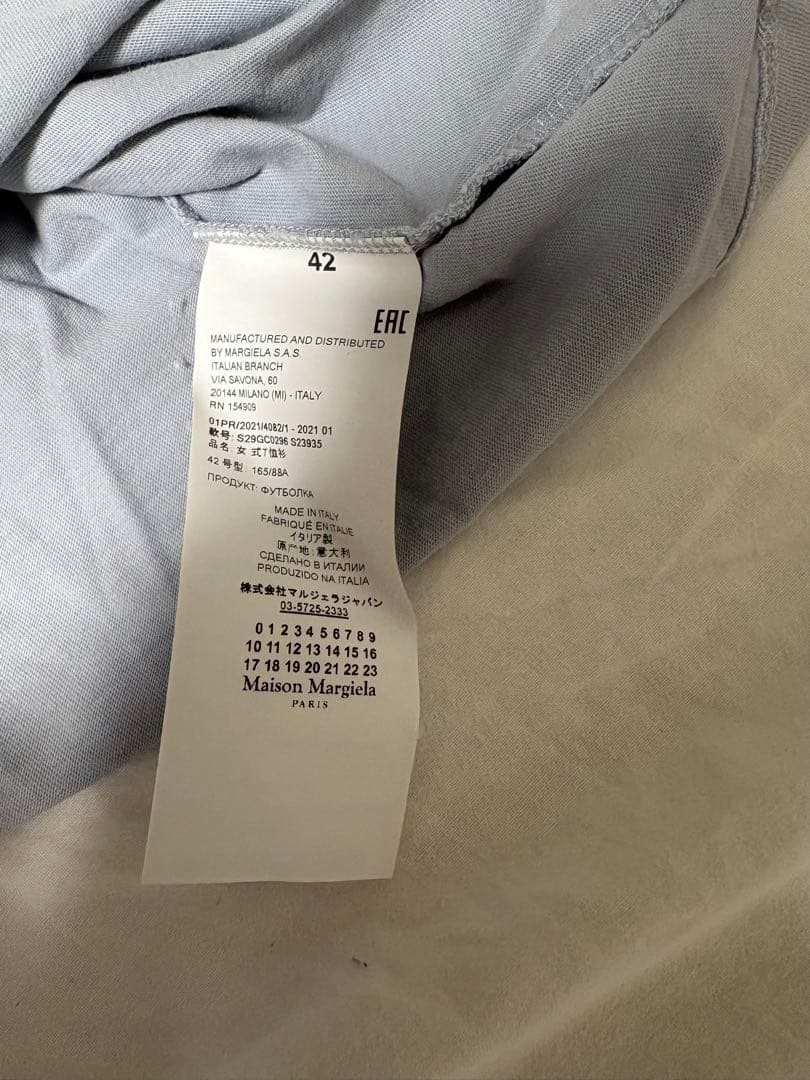 42
EAC
MANUFACTURED AND DISTRIBUTED
BY MARGIELA S.A.S.
ITALIAN BRANCH
VIA SAVONA, 60
20144 MILANO (MI) - ITALY
RN 154909
01PR/2021/4082/1 - 2021 01
款号: S29GC0296 S23935
品名: 女 式T恤衫
42 号型: 165/88A
ПРОДУКТ: ФУТБОЛКА
MADE IN ITALY
FABRIQUÉ EN ITALIE
イタリア製
原产地: 意大利
СДЕЛАНО В ИТАЛИИ
PRODUZIDO NA ITALIA
株式会社マルジェラジャパン
03-5725-2333
0 1 2 3 4 5 6 7 8 9
10 11 12 13 14 15 16
17 18 19 20 21 22 23
Maison Margiela
PARIS